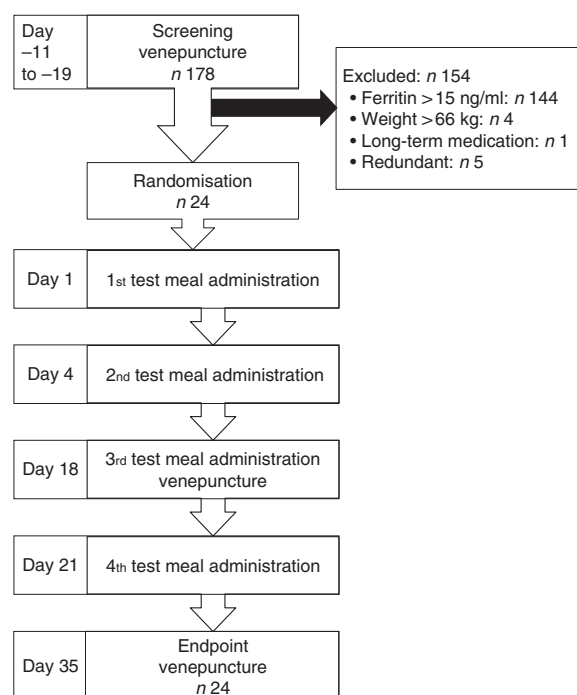 Day
–11
to –19
Screening
venepuncture
n 178
Excluded: n 154
• Ferritin >15 ng/ml: n 144
• Weight >66 kg: n 4
• Long-term medication: n 1
• Redundant: n 5
Randomisation
n 24
Day 1
1st test meal administration
Day 4
2nd test meal administration
Day 18
3rd test meal administration
venepuncture
Day 21
4th test meal administration
Day 35
Endpoint
venepuncture
n 24